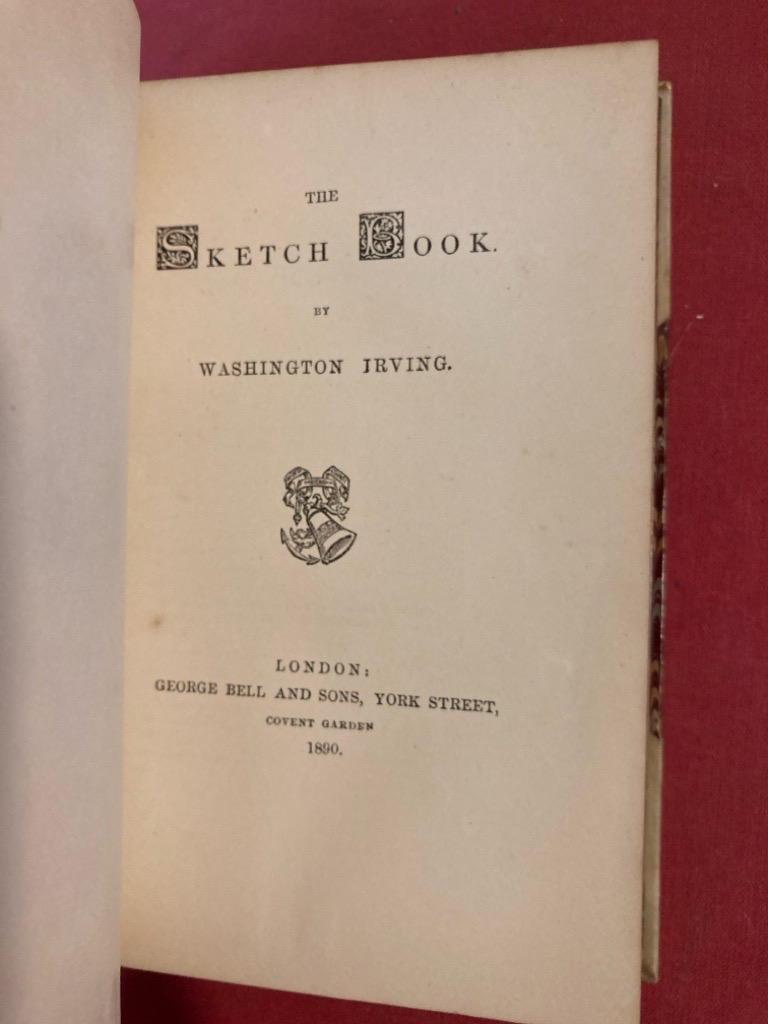 THE
SKETCH BOOK.
BY
WASHINGTON IRVING.
LONDON:
GEORGE BELL AND SONS, YORK STREET,
COVENT GARDEN
1890.